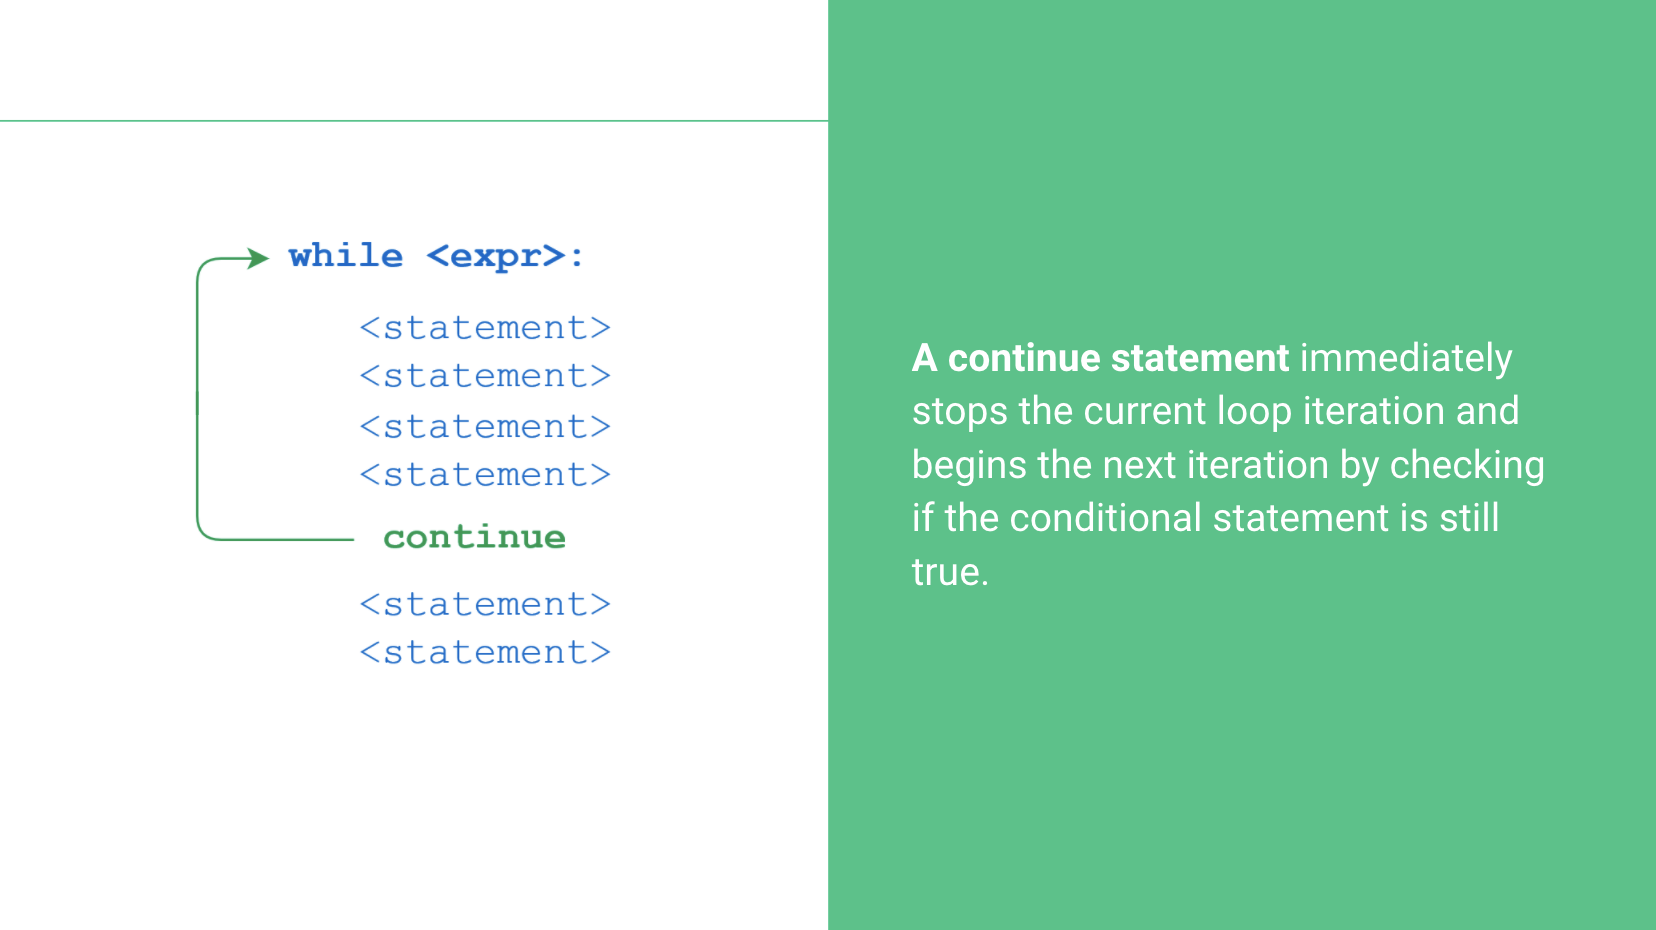 while <expr>:
<statement>
<statement>
<statement>
<statement>
continue
<statement>
<statement>
A continue statement immediately
stops the current loop iteration and
begins the next iteration by checking
if the conditional statement is still
true.